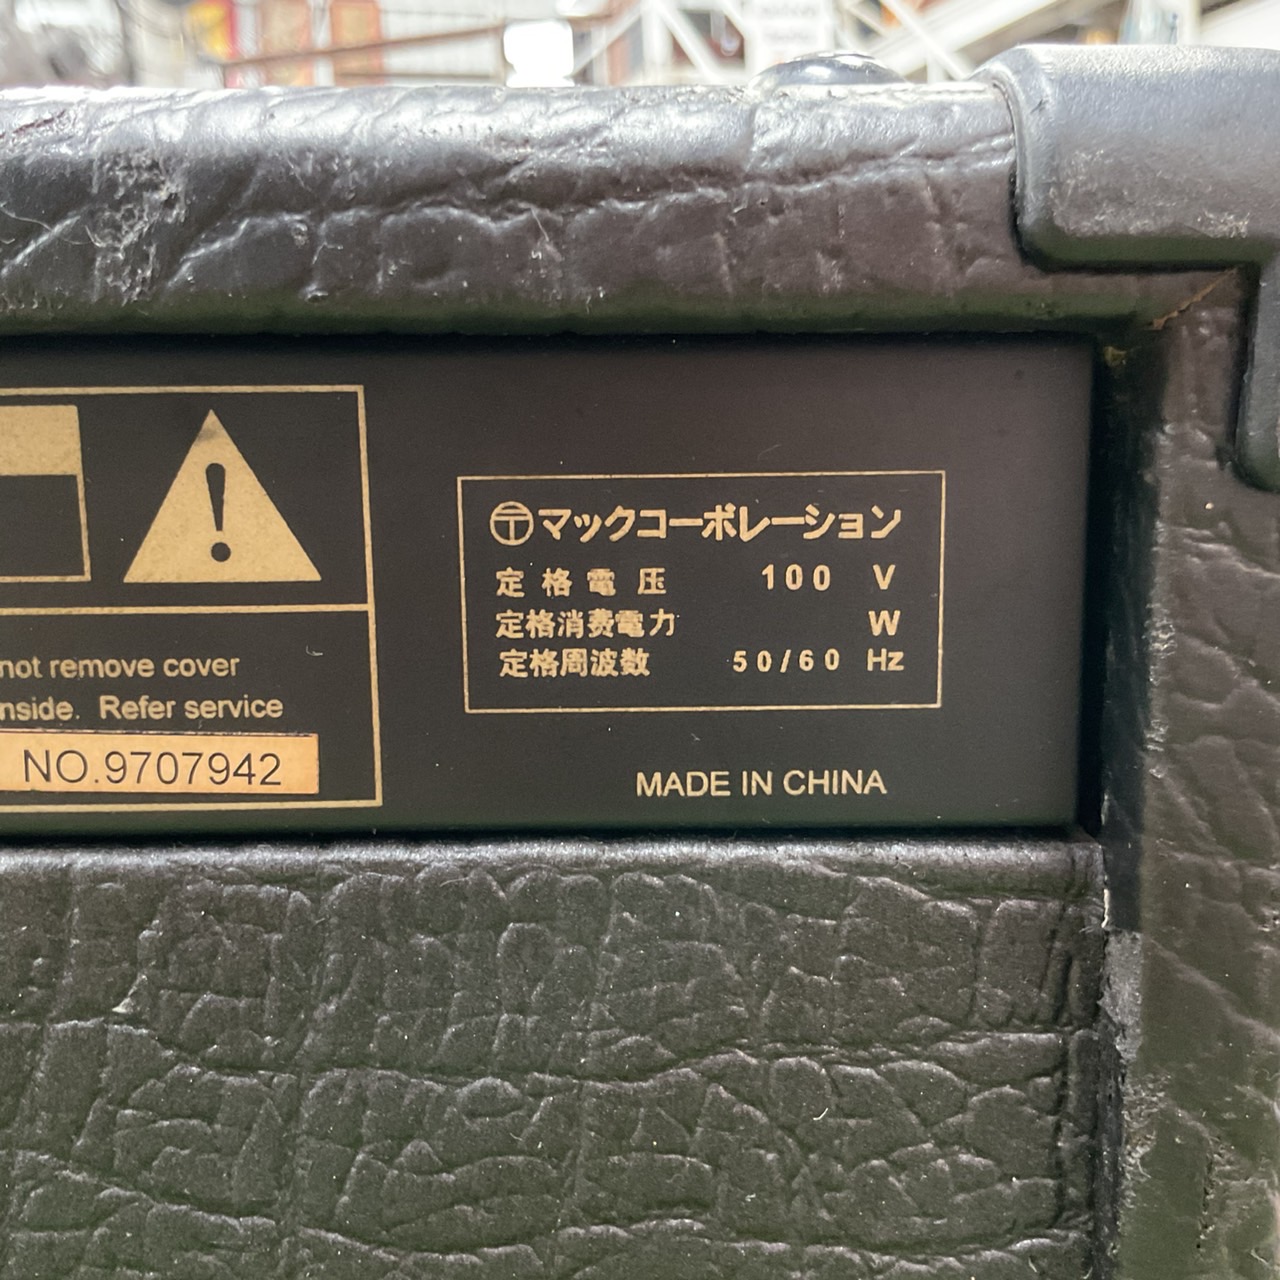 〶マックコーポレーション
定格電圧 100 V
定格消费電力 W
定格周波数 50/60 Hz
MADE IN CHINA
not remove cover
nside. Refer service
NO.9707942